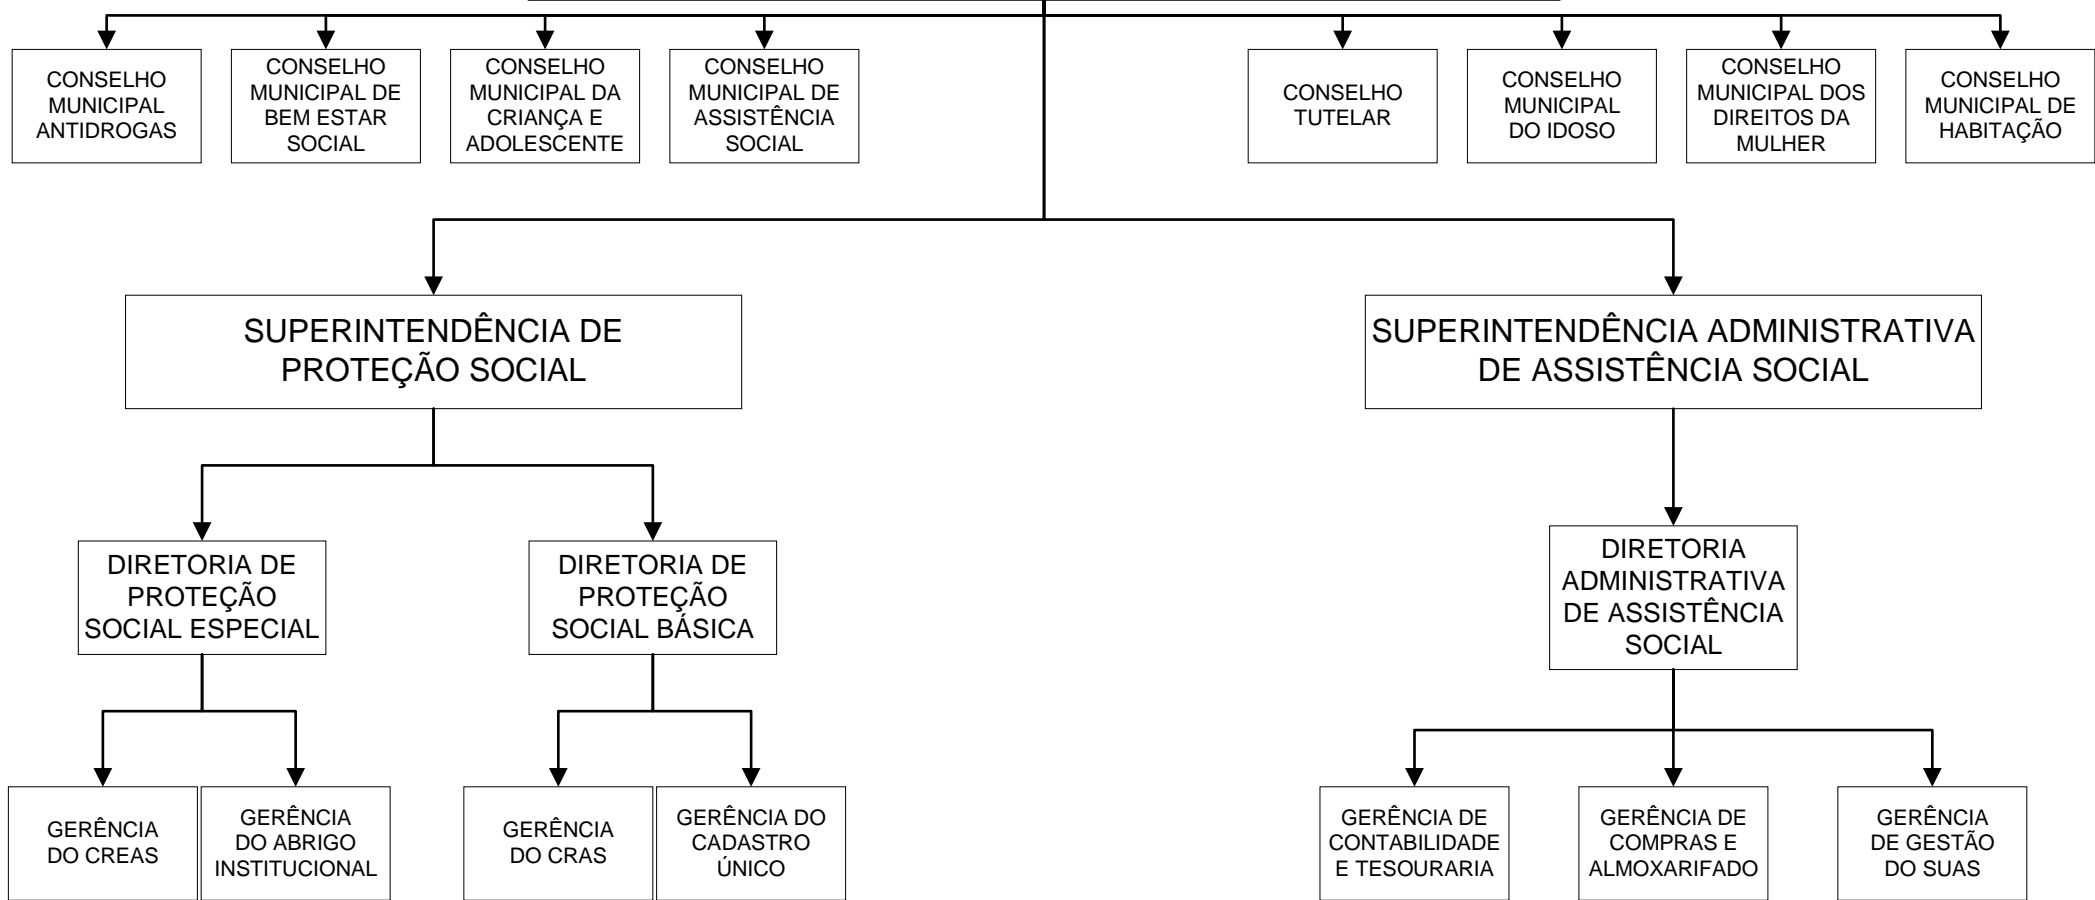 CONSELHO
MUNICIPAL
ANTIDROGAS
CONSELHO
MUNICIPAL DE
BEM ESTAR
SOCIAL
CONSELHO
MUNICIPAL DA
CRIANÇA E
ADOLESCENTE
CONSELHO
MUNICIPAL DE
ASSISTÊNCIA
SOCIAL
CONSELHO
TUTELAR
CONSELHO
MUNICIPAL
DO IDOSO
CONSELHO
MUNICIPAL DOS
DIREITOS DA
MULHER
CONSELHO
MUNICIPAL DE
HABITAÇÃO
SUPERINTENDÊNCIA DE
PROTEÇÃO SOCIAL
SUPERINTENDÊNCIA ADMINISTRATIVA
DE ASSISTÊNCIA SOCIAL
DIRETORIA DE
PROTEÇÃO
SOCIAL ESPECIAL
DIRETORIA DE
PROTEÇÃO
SOCIAL BÁSICA
DIRETORIA
ADMINISTRATIVA
DE ASSISTÊNCIA
SOCIAL
GERÊNCIA
DO CREAS
GERÊNCIA
DO ABRIGO
INSTITUCIONAL
GERÊNCIA
DO CRAS
GERÊNCIA DO
CADASTRO
ÚNICO
GERÊNCIA DE
CONTABILIDADE
E TESOURARIA
GERÊNCIA DE
COMPRAS E
ALMOXARIFADO
GERÊNCIA
DE GESTÃO
DO SUAS